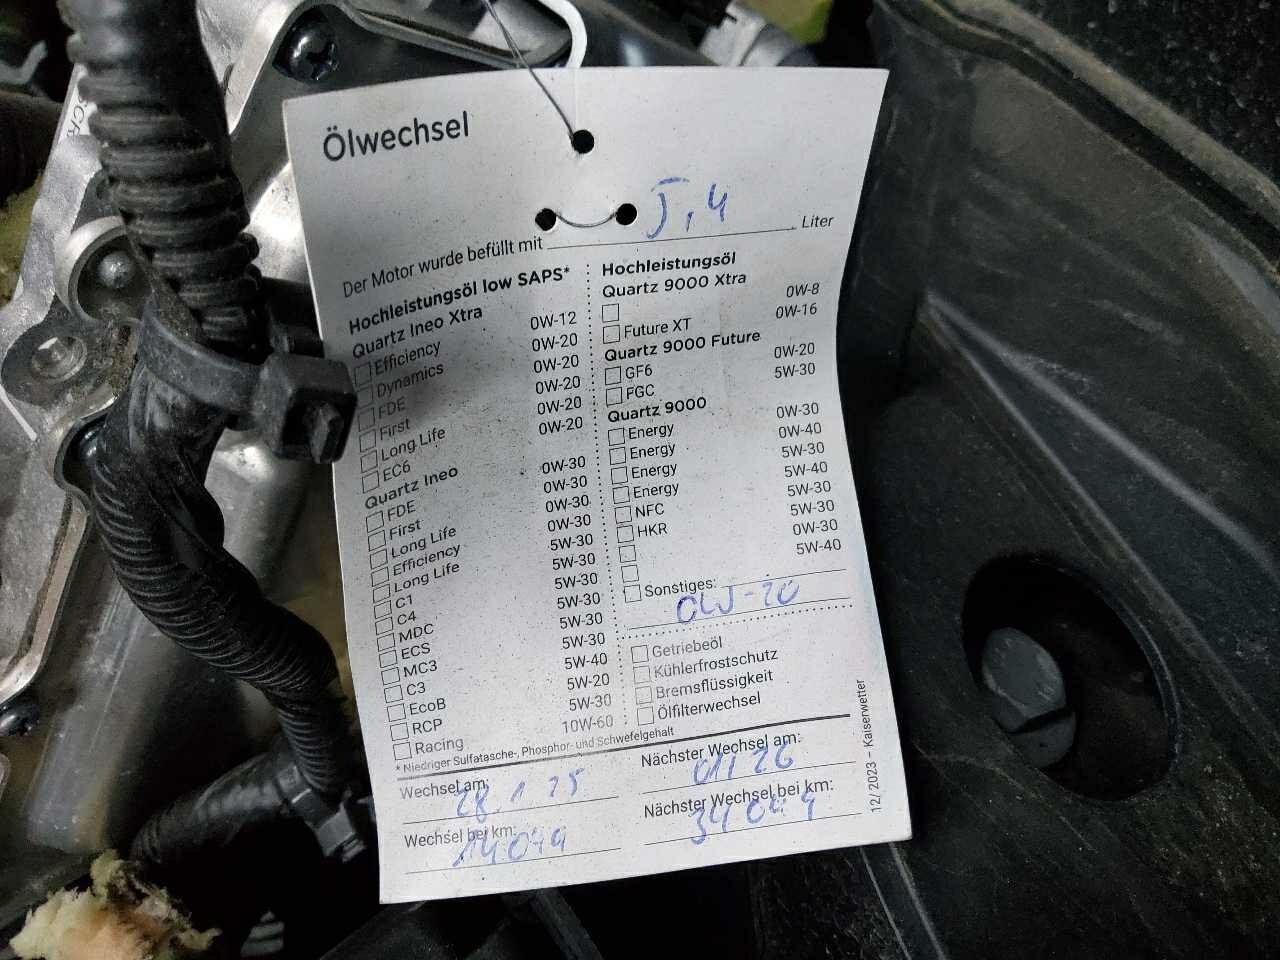 Ölwechsel
Der Motor wurde befüllt mit 5,4 Liter
Hochleistungsöl low SAPS*
Quartz Ineo Xtra
Efficiency 0W-12
Dynamics 0W-20
FDE 0W-20
First 0W-20
Long Life 0W-20
EC6 0W-20
Quartz Ineo
FDE 0W-30
First 0W-30
Long Life 0W-30
Efficiency 0W-30
Long Life 5W-30
C1 5W-30
C4 5W-30
MDC 5W-30
ECS 5W-30
MC3 5W-30
C3 5W-40
EcoB 5W-20
RCP 5W-30
Racing 10W-60
* Niedriger Sulfatasche-, Phosphor- und Schwefelgehalt
Hochleistungsöl
Quartz 9000 Xtra
0W-8
Future XT 0W-16
Quartz 9000 Future
GF6 0W-20
FGC 5W-30
Quartz 9000
Energy 0W-30
Energy 0W-40
Energy 5W-30
Energy 5W-40
NFC 5W-30
HKR 5W-30
0W-30
5W-40
Sonstiges:
0W-20
Getriebeöl
Kühlerfrostschutz
Bremsflüssigkeit
Ölfilterwechsel
Wechsel am: 28.1.25
Nächster Wechsel am: 01/26
Wechsel bei km: 14044
Nächster Wechsel bei km: 34044
12/2023 – Kaiserwetter